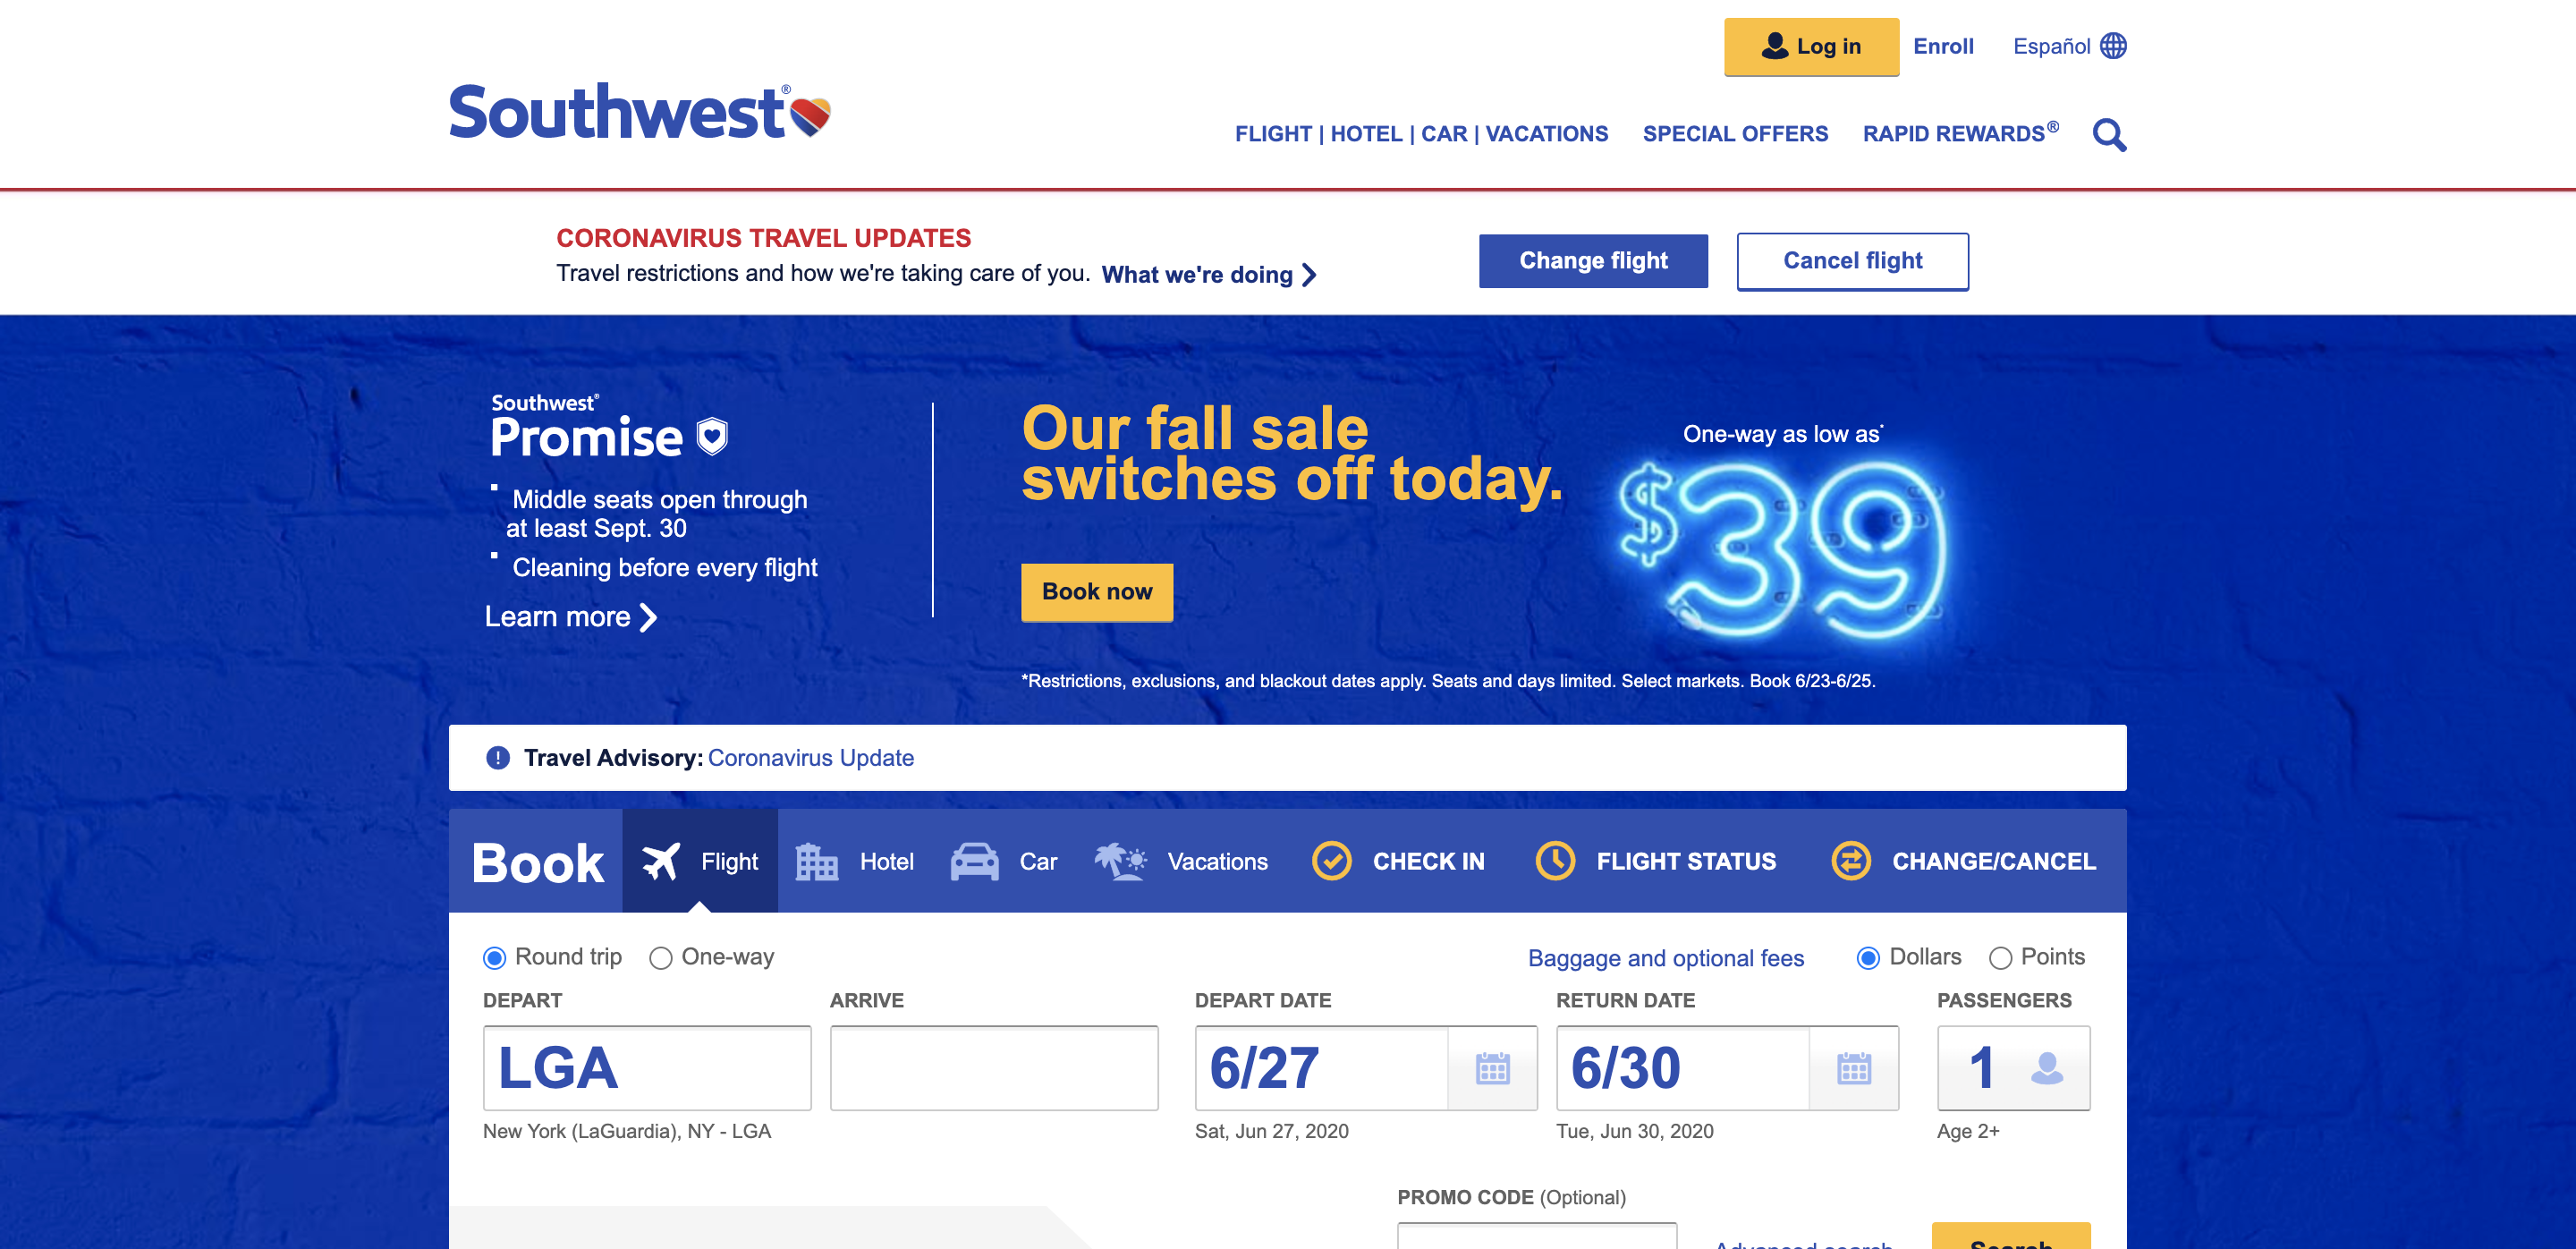 Log in Enroll Español
Southwest®
FLIGHT | HOTEL | CAR | VACATIONS SPECIAL OFFERS RAPID REWARDS®
CORONAVIRUS TRAVEL UPDATES
Travel restrictions and how we're taking care of you. What we're doing
Change flight Cancel flight
Southwest®
Promise
Middle seats open through
at least Sept. 30
Cleaning before every flight
Learn more
Our fall sale
switches off today.
Book now
One-way as low as*
$39
*Restrictions, exclusions, and blackout dates apply. Seats and days limited. Select markets. Book 6/23-6/25.
Travel Advisory: Coronavirus Update
Book Flight Hotel Car Vacations CHECK IN FLIGHT STATUS CHANGE/CANCEL
Round trip One-way Baggage and optional fees Dollars Points
DEPART ARRIVE DEPART DATE RETURN DATE PASSENGERS
LGA 6/27 6/30 1
New York (LaGuardia), NY - LGA Sat, Jun 27, 2020 Tue, Jun 30, 2020 Age 2+
PROMO CODE (Optional)
Advanced search Search